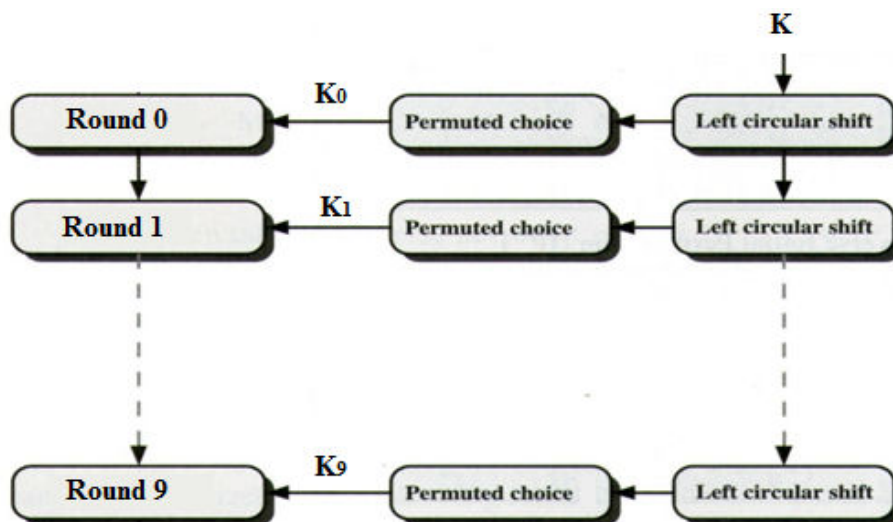 K
K0
Round 0
Permuted choice
Left circular shift
K1
Round 1
Permuted choice
Left circular shift
K9
Round 9
Permuted choice
Left circular shift